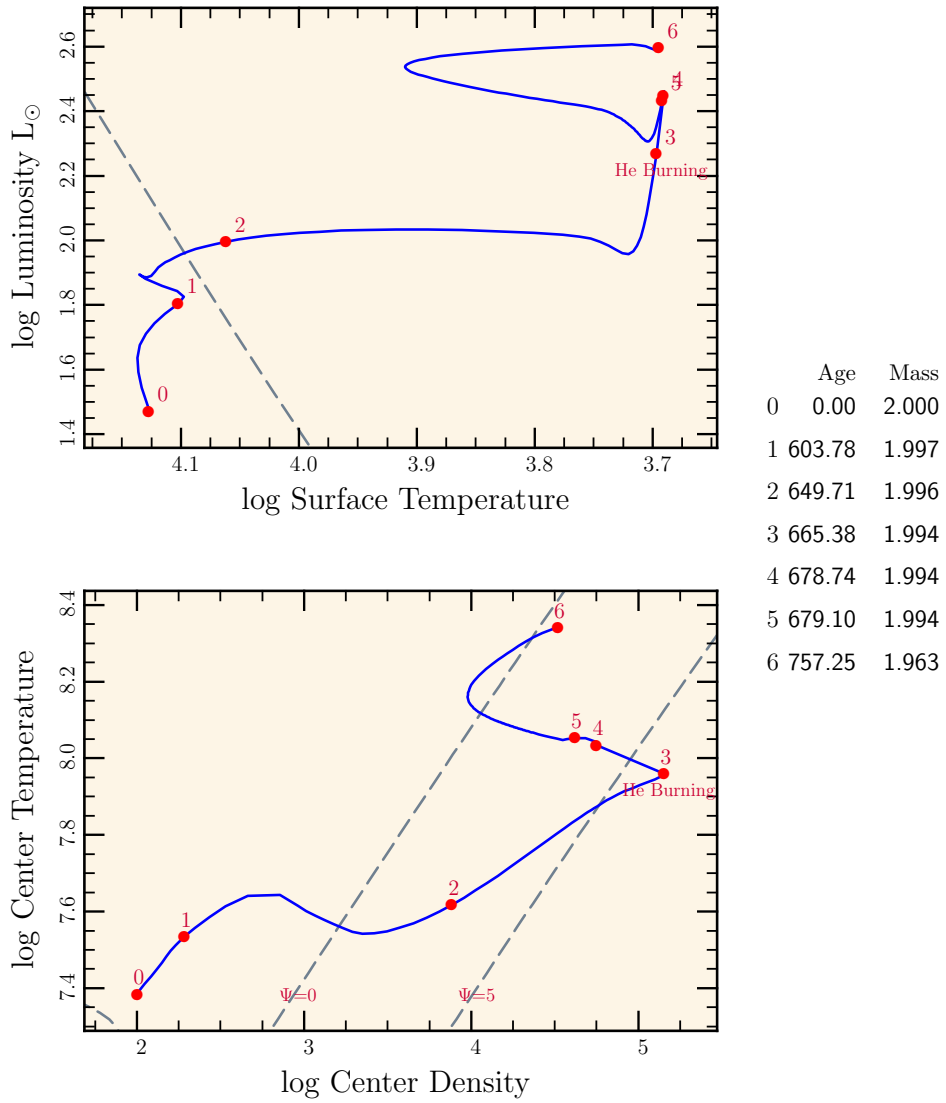 log Luminosity L⊙
2.6
2.4
2.2
2.0
1.8
1.6
1.4
6
4
5
3
He Burning
2
1
0
4.1 4.0 3.9 3.8 3.7
log Surface Temperature
Age Mass
0 0.00 2.000
1 603.78 1.997
2 649.71 1.996
3 665.38 1.994
4 678.74 1.994
5 679.10 1.994
6 757.25 1.963
log Center Temperature
8.4
8.2
8.0
7.8
7.6
7.4
6
5 4
3
He Burning
2
1
0
Ψ=0 Ψ=5
2 3 4 5
log Center Density